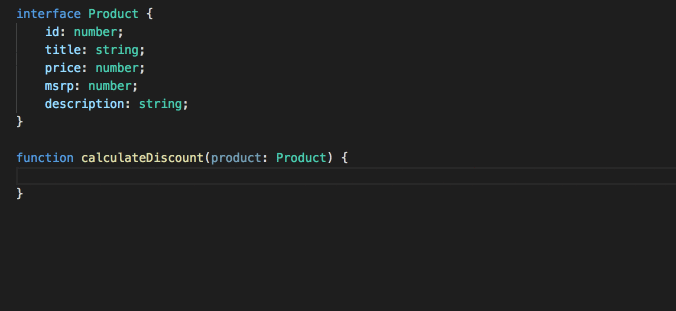 interface Product {
    id: number;
    title: string;
    price: number;
    msrp: number;
    description: string;
}

function calculateDiscount(product: Product) {

}